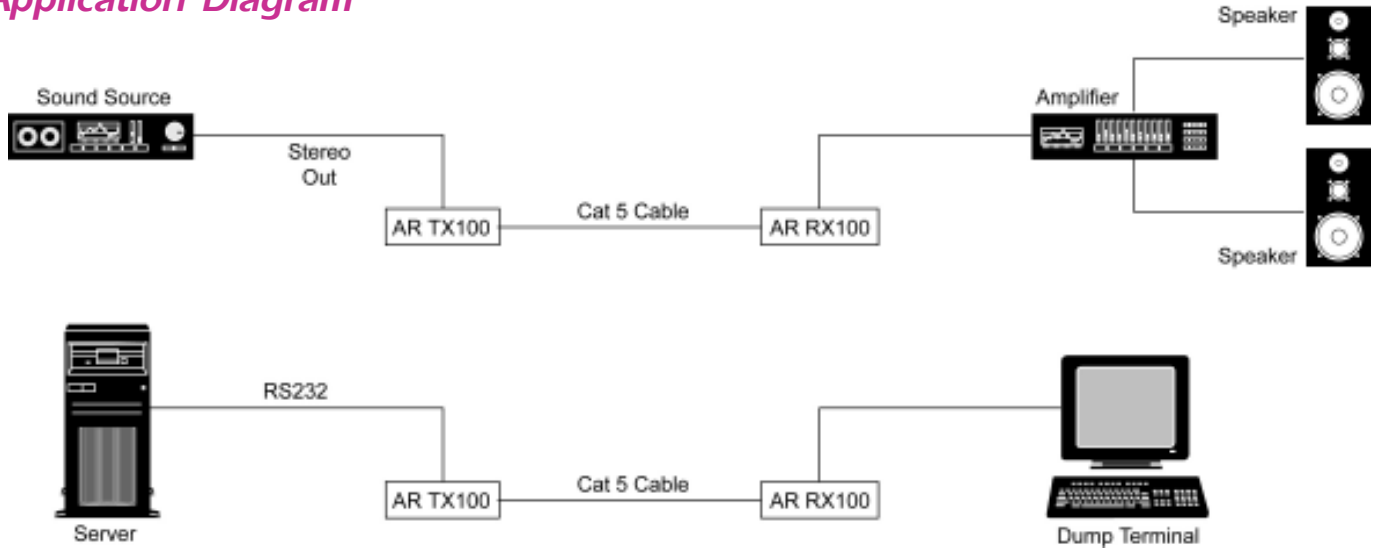 Application Diagram
Speaker
Sound Source
Amplifier
Stereo
Out
Cat 5 Cable
AR TX100
AR RX100
Speaker
RS232
Cat 5 Cable
AR TX100
AR RX100
Server
Dump Terminal